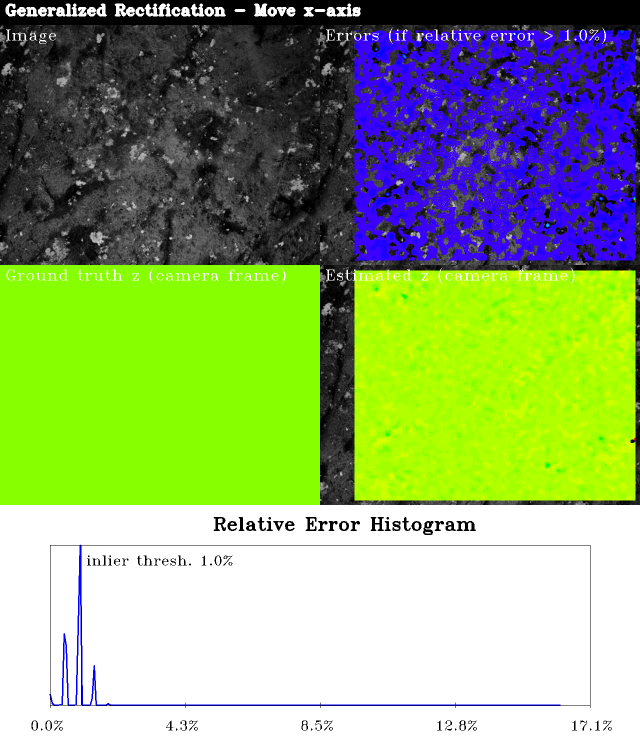 Generalized Rectification - Move x-axis
Image
Errors (if relative error > 1.0%)
Ground truth z (camera frame)
Estimated z (camera frame)
Relative Error Histogram
inlier thresh. 1.0%
0.0% 4.3% 8.5% 12.8% 17.1%